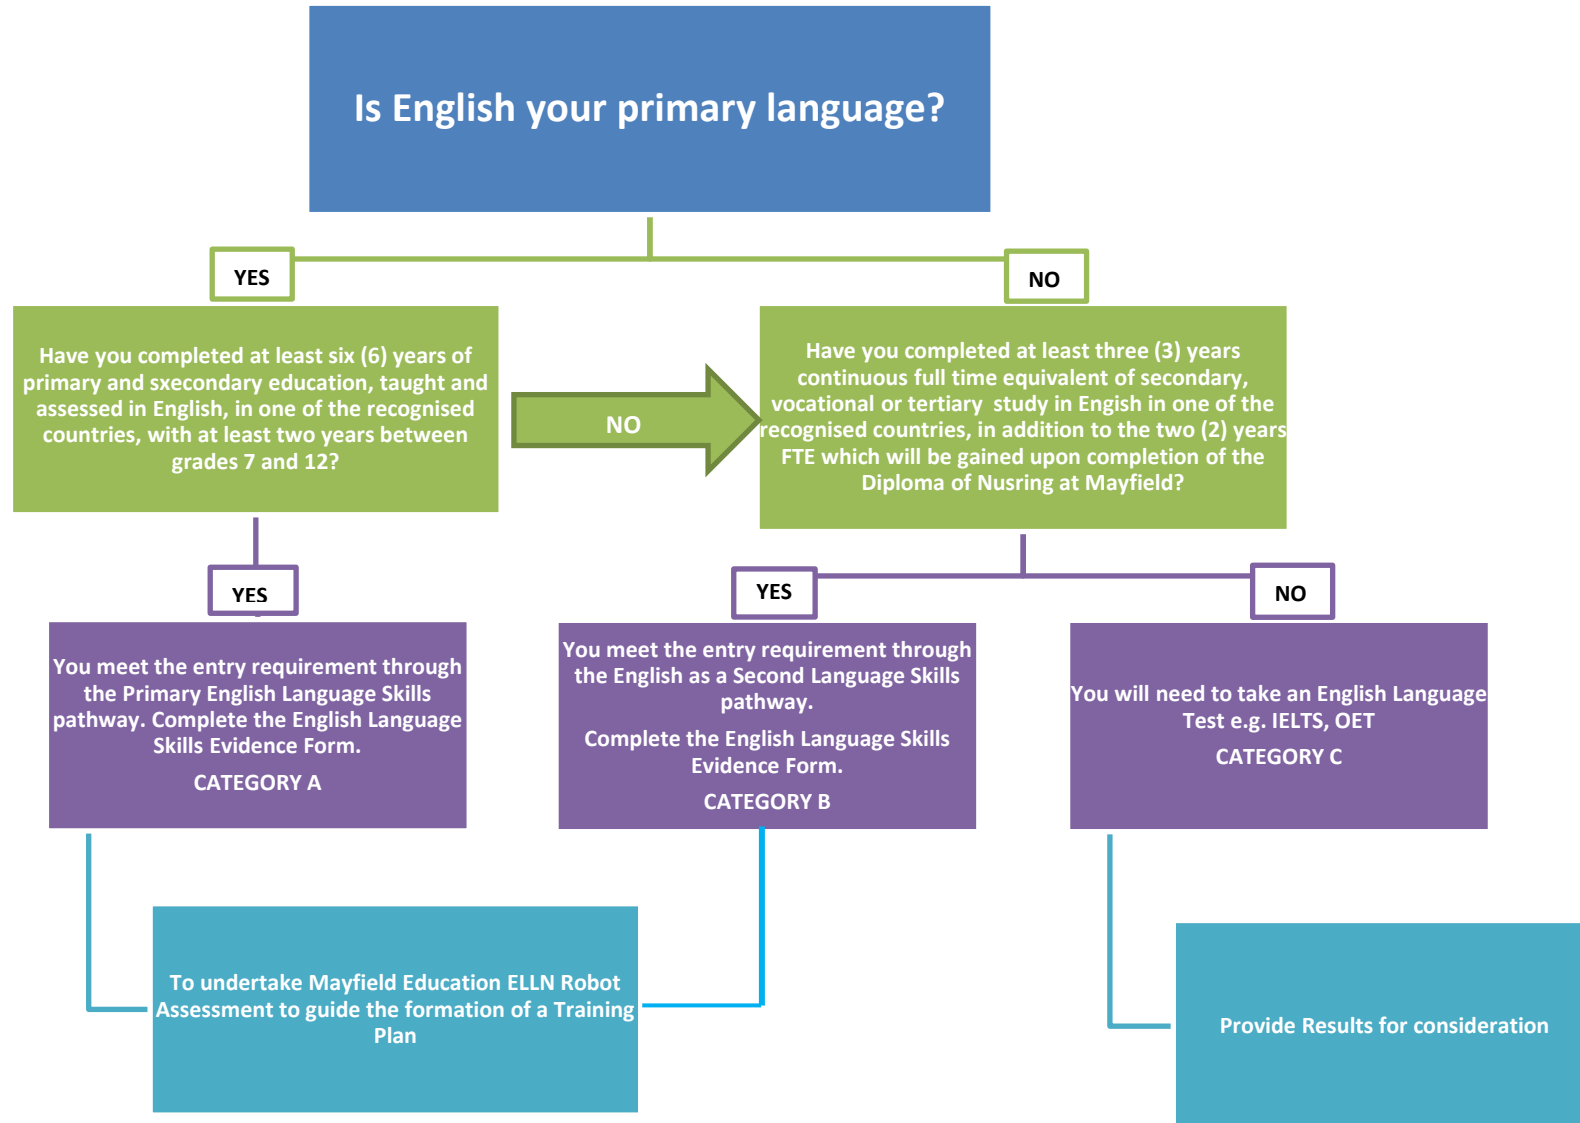 Is English your primary language?
YES
NO
Have you completed at least six (6) years of
primary and sxecondary education, taught and
assessed in English, in one of the recognised
countries, with at least two years between
grades 7 and 12?
NO
Have you completed at least three (3) years
continuous full time equivalent of secondary,
vocational or tertiary study in Engish in one of the
recognised countries, in addition to the two (2) years
FTE which will be gained upon completion of the
Diploma of Nusring at Mayfield?
YES
YES
NO
You meet the entry requirement through
the Primary English Language Skills
pathway. Complete the English Language
Skills Evidence Form.
CATEGORY A
You meet the entry requirement through
the English as a Second Language Skills
pathway.
Complete the English Language Skills
Evidence Form.
CATEGORY B
You will need to take an English Language
Test e.g. IELTS, OET
CATEGORY C
To undertake Mayfield Education ELLN Robot
Assessment to guide the formation of a Training
Plan
Provide Results for consideration